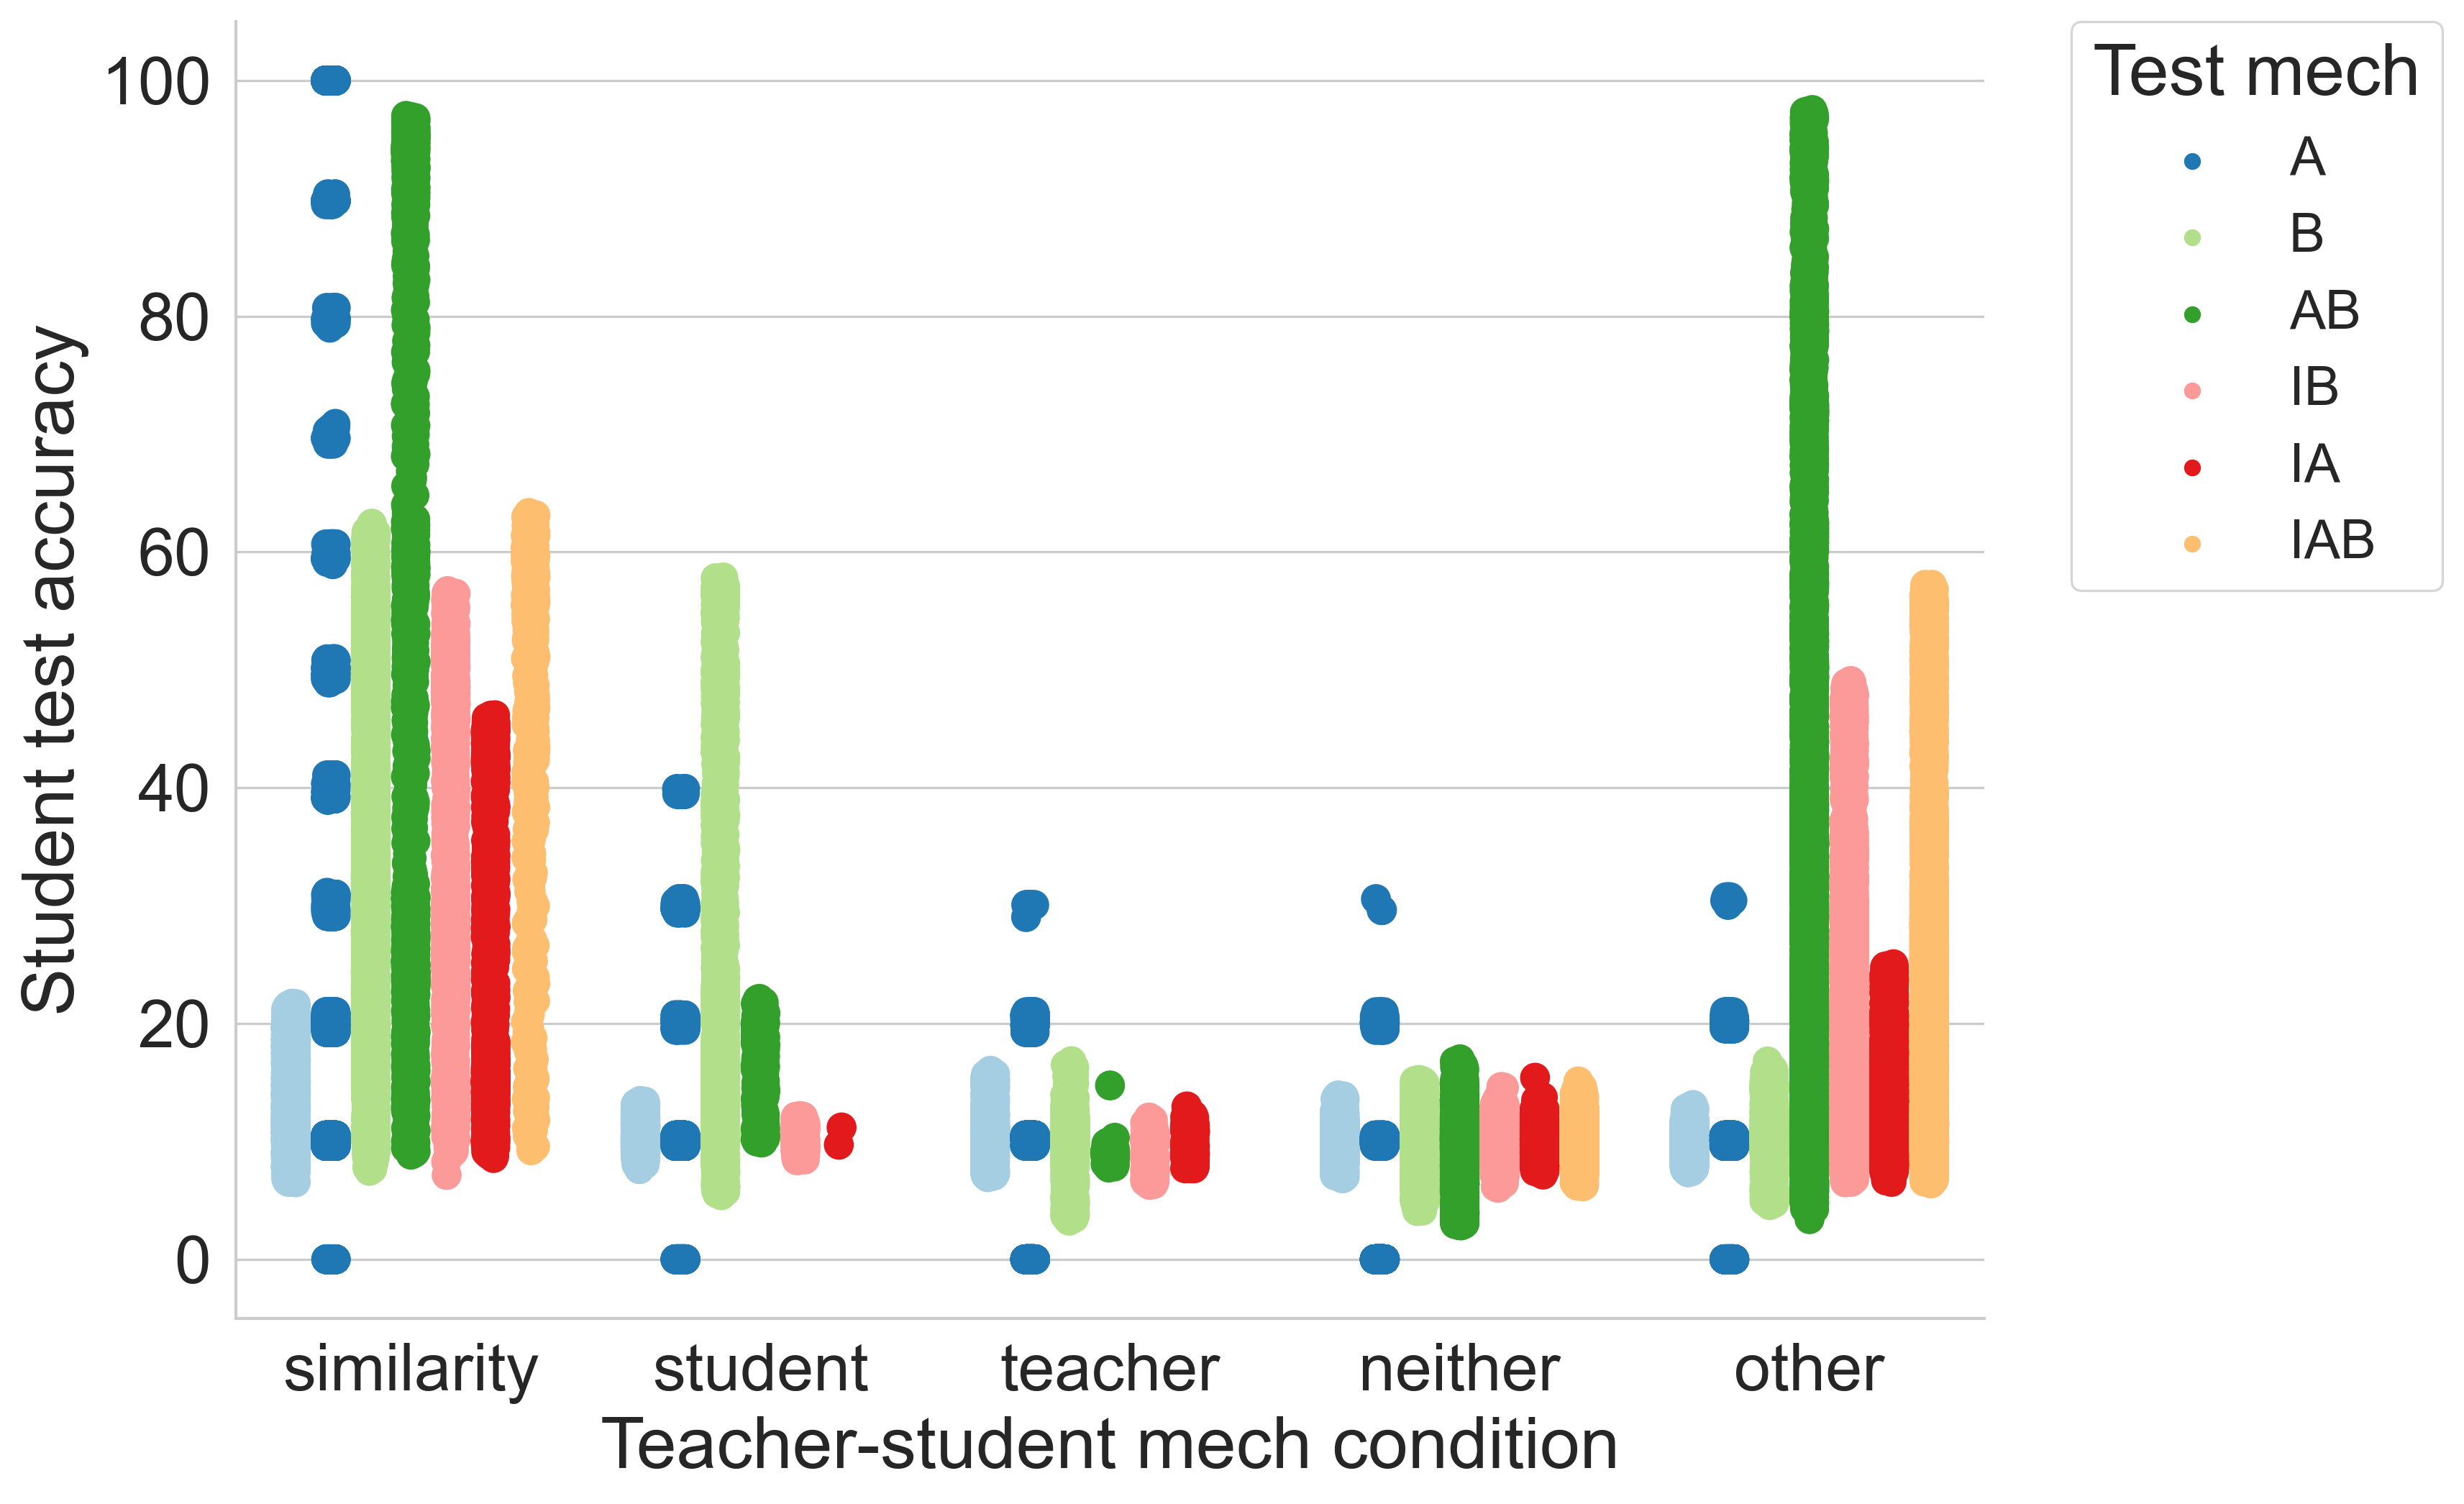 Test mech
A
B
AB
IB
IA
IAB
Student test accuracy
100
80
60
40
20
0
similarity student teacher neither other
Teacher-student mech condition